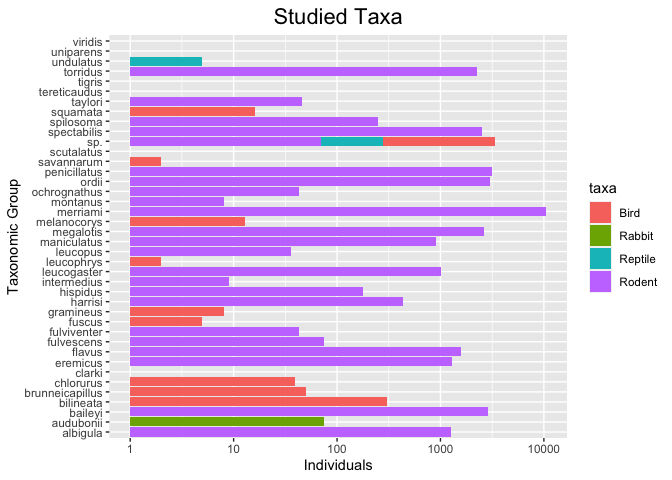 Studied Taxa
Taxonomic Group
viridis
uniparens
undulatus
torridus
tigris
tereticaudus
taylori
squamata
spilosoma
spectabilis
sp.
scutalatus
savannarum
penicillatus
ordii
ochrognathus
montanus
merriami
melanocorys
megalotis
maniculatus
leucopus
leucophrys
leucogaster
intermedius
hispidus
harrisi
gramineus
fuscus
fulviventer
fulvescens
flavus
eremicus
clarki
chlorurus
brunneicapillus
bilineata
baileyi
audubonii
albigula
1 10 100 1000 10000
Individuals
taxa
Bird
Rabbit
Reptile
Rodent